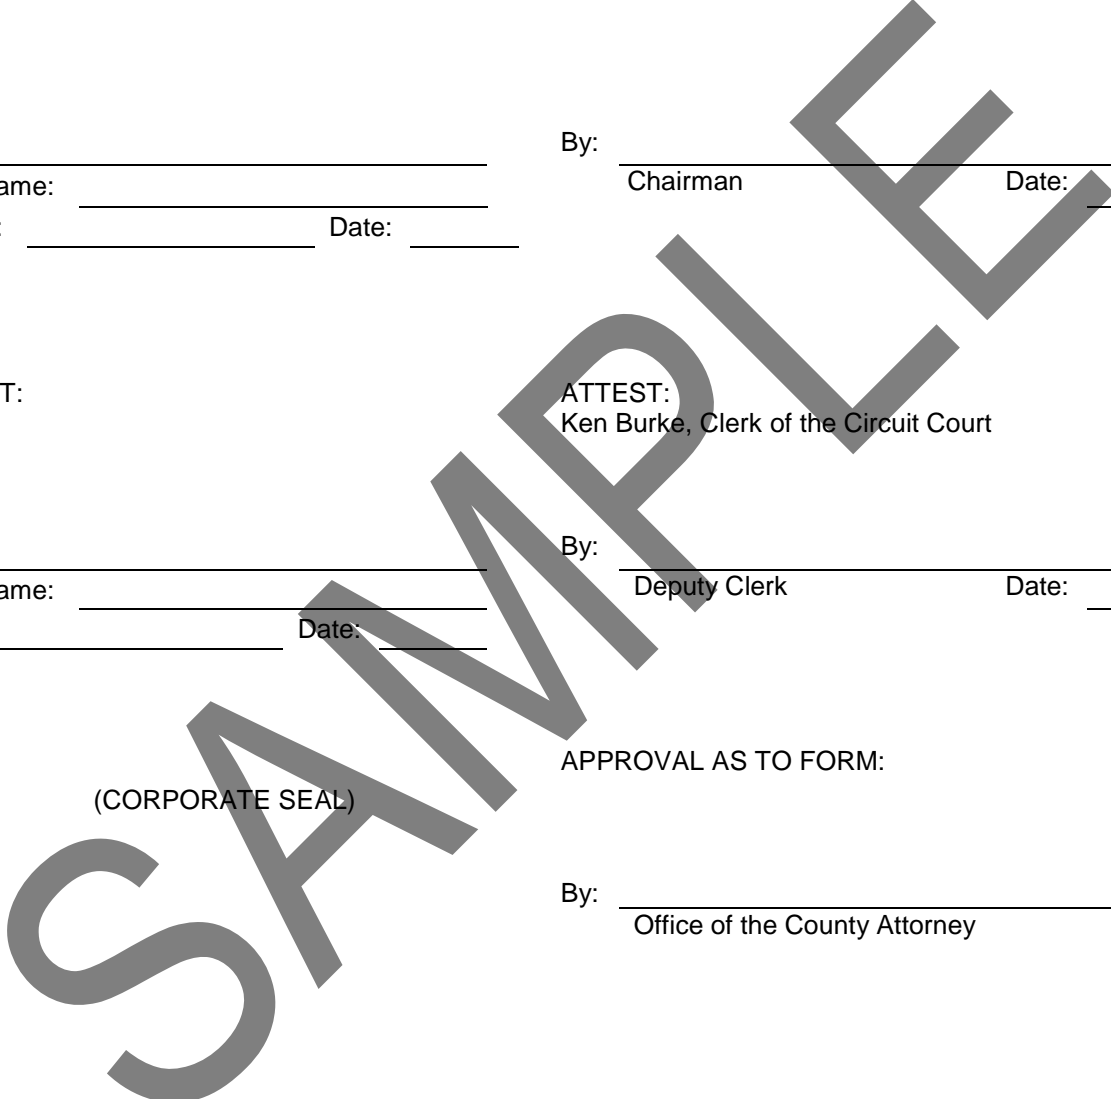 By:
ame: Chairman Date:
: Date:
T: ATTEST:
Ken Burke, Clerk of the Circuit Court
By:
ame: Deputy Clerk Date:
Date:
APPROVAL AS TO FORM:
(CORPORATE SEAL)
By:
Office of the County Attorney
SAMPLE